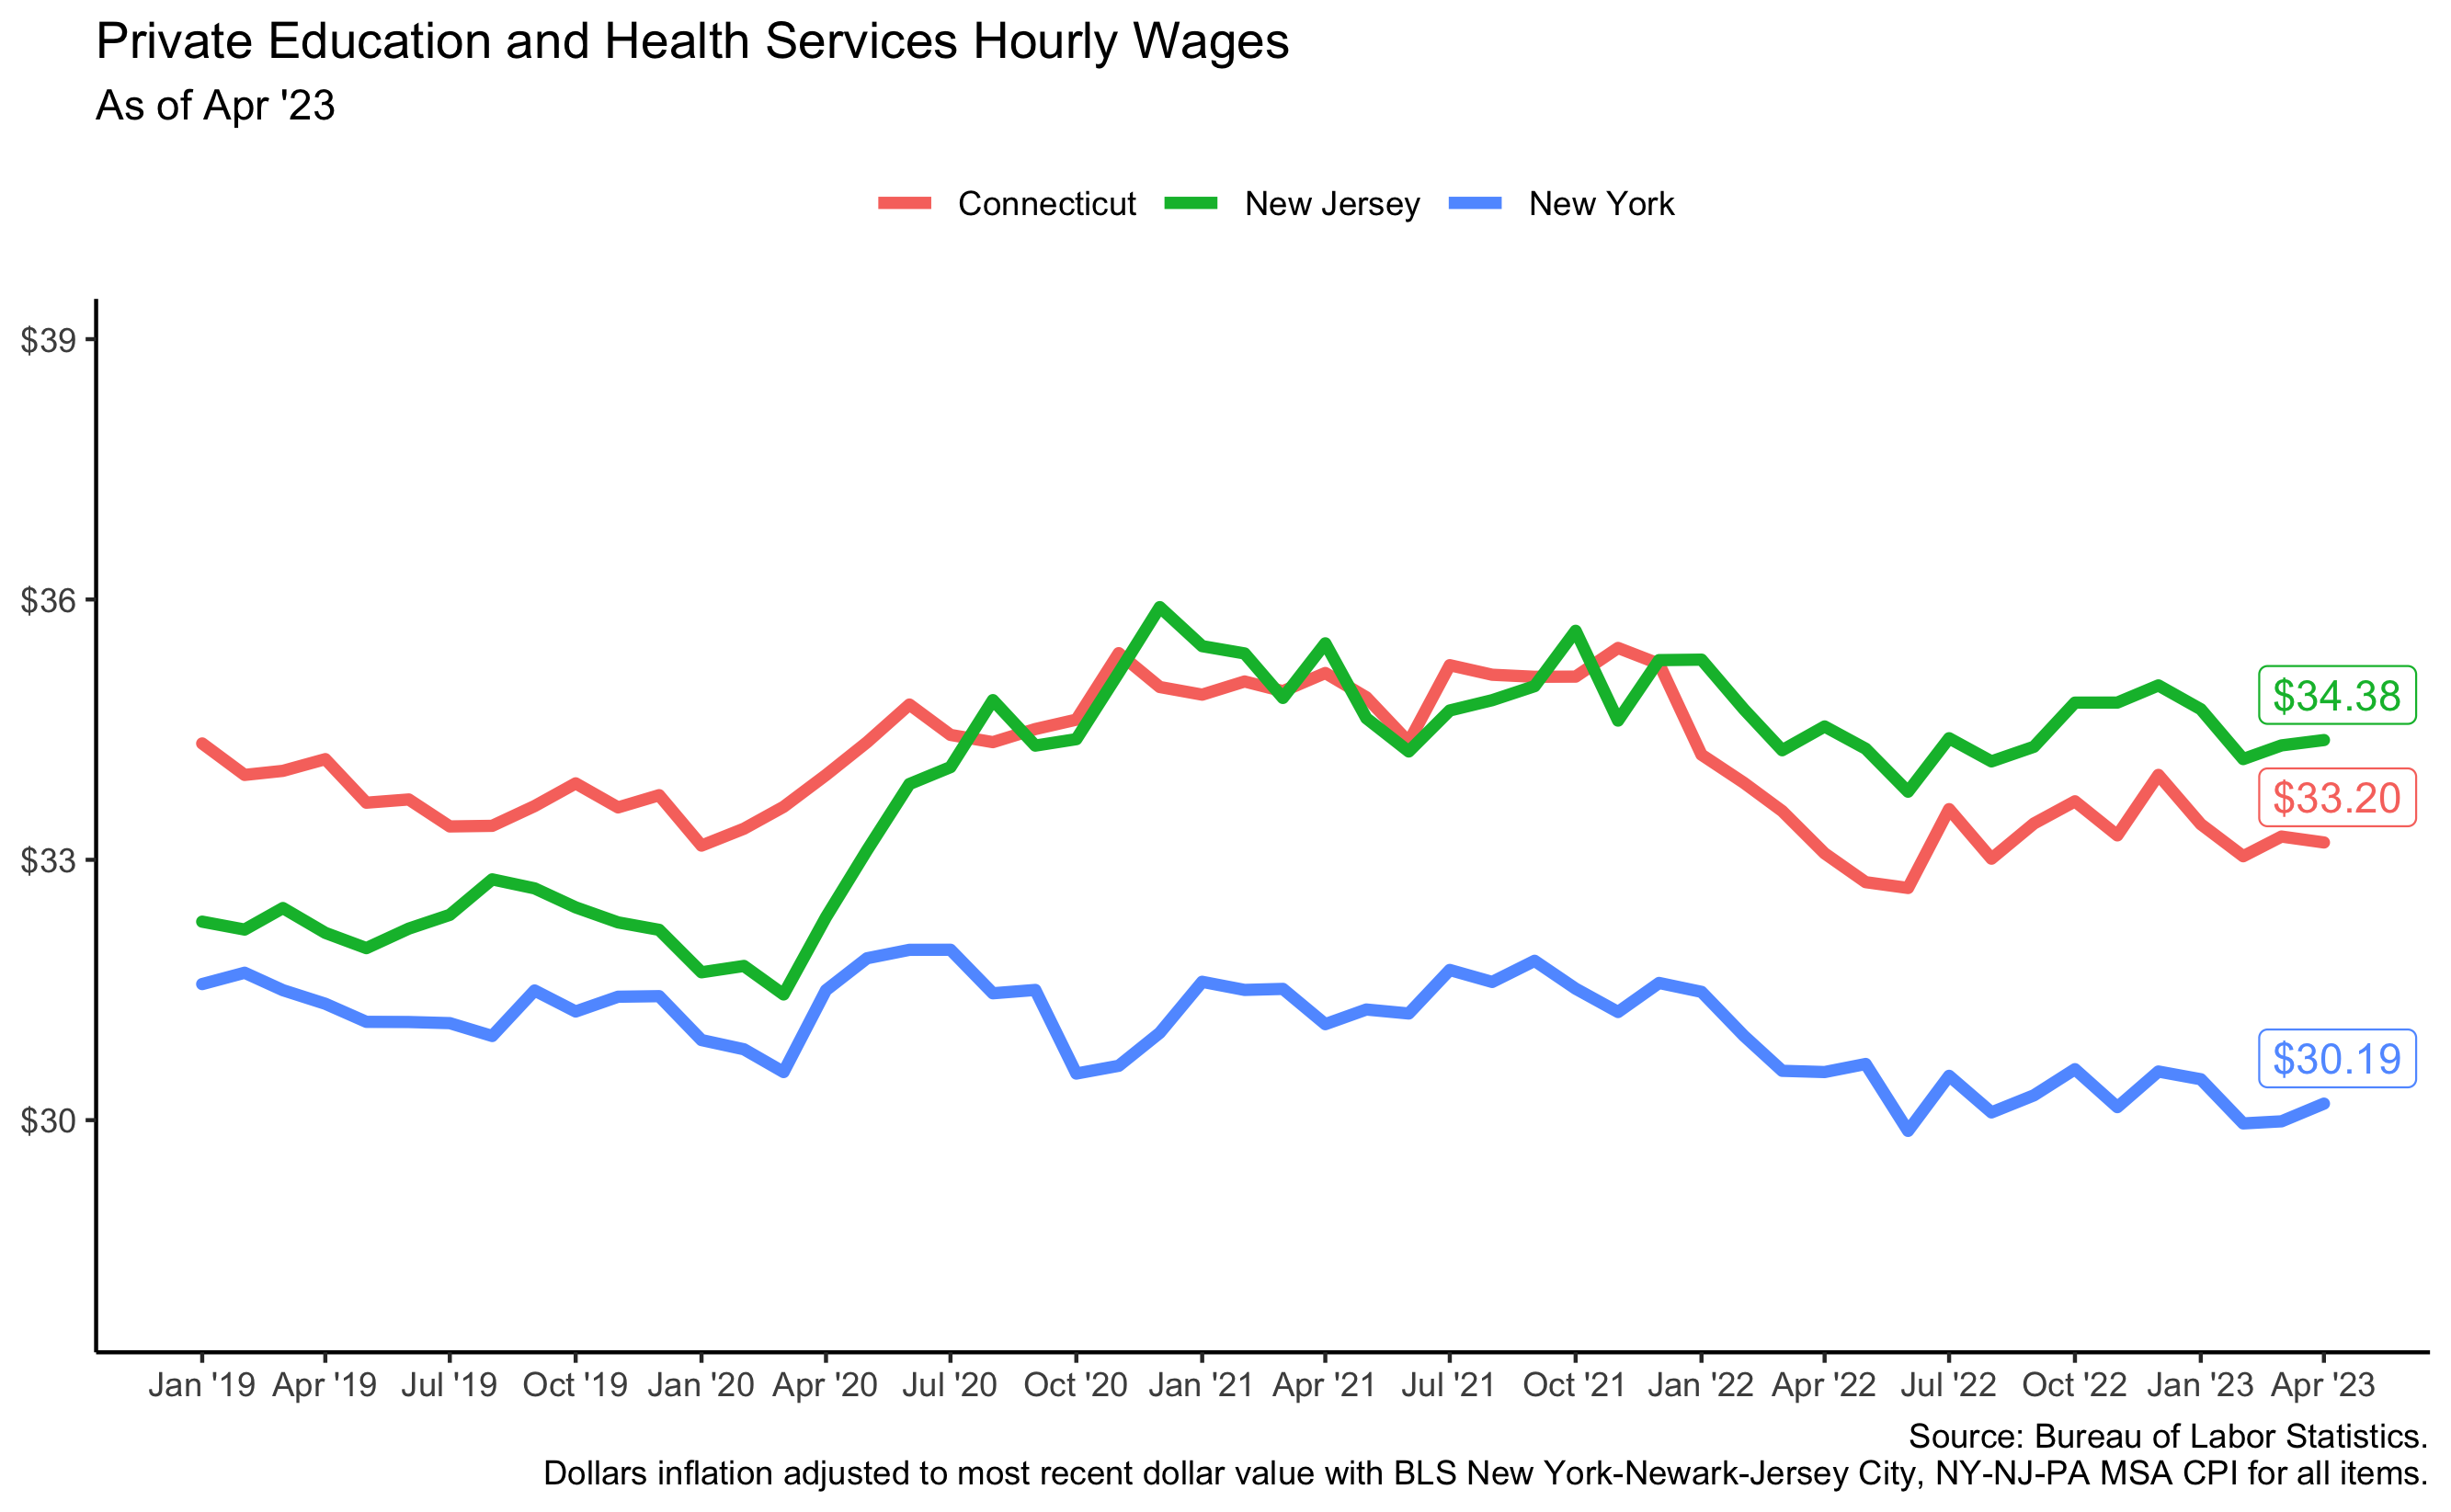 Private Education and Health Services Hourly Wages
As of Apr '23
Connecticut New Jersey New York
$39
$36
$34.38
$33.20
$33
$30.19
$30
Jan '19 Apr '19 Jul '19 Oct '19 Jan '20 Apr '20 Jul '20 Oct '20 Jan '21 Apr '21 Jul '21 Oct '21 Jan '22 Apr '22 Jul '22 Oct '22 Jan '23 Apr '23
Source: Bureau of Labor Statistics.
Dollars inflation adjusted to most recent dollar value with BLS New York-Newark-Jersey City, NY-NJ-PA MSA CPI for all items.